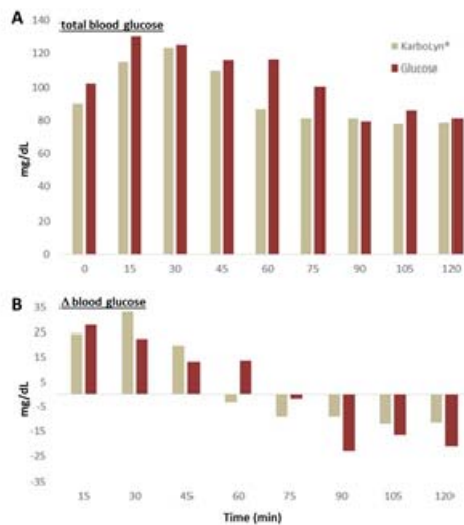 A
total blood glucose
140
120
100
80
60
40
20
0
mg/dL
KarboLyn®
Glucose
0 15 30 45 60 75 90 105 120
B
Δ blood glucose
35
25
15
5
-5
-15
-25
-35
mg/dL
15 30 45 60 75 90 105 120
Time (min)